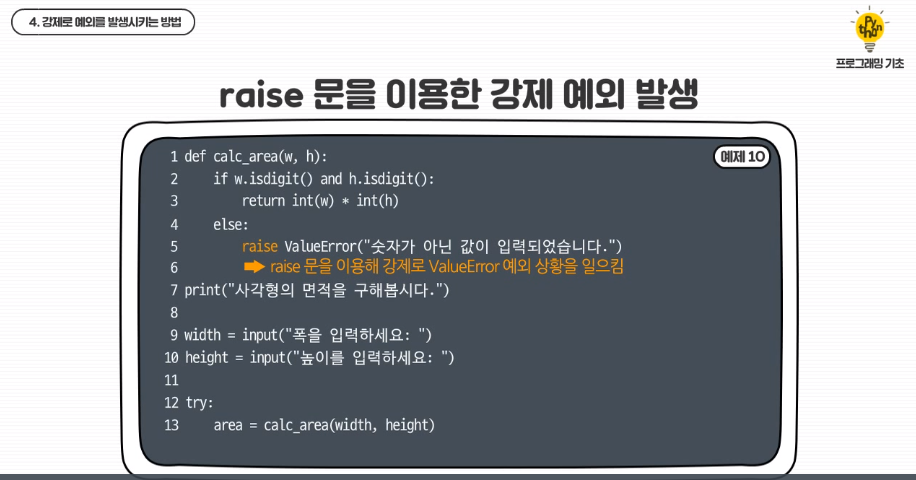 4. 강제로 예외를 발생시키는 방법
Python
프로그래밍 기초
raise 문을 이용한 강제 예외 발생
예제 10
1 def calc_area(w, h):
2     if w.isdigit() and h.isdigit():
3         return int(w) * int(h)
4     else:
5         raise ValueError("숫자가 아닌 값이 입력되었습니다.")
6         ➡ raise 문을 이용해 강제로 ValueError 예외 상황을 일으킴
7 print("사각형의 면적을 구해봅시다.")
8
9 width = input("폭을 입력하세요: ")
10 height = input("높이를 입력하세요: ")
11
12 try:
13     area = calc_area(width, height)